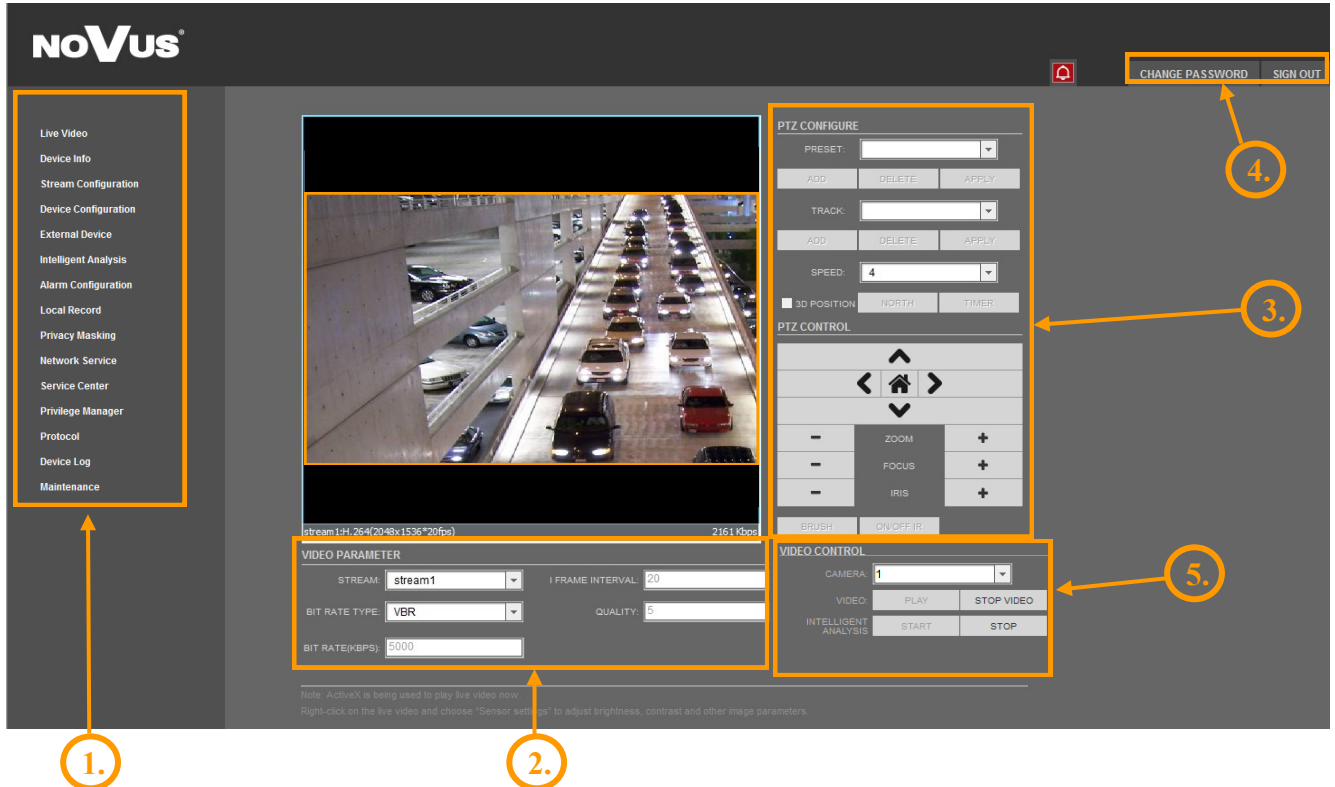 NOVUS®
CHANGE PASSWORD SIGN OUT
Live Video
Device Info
Stream Configuration
Device Configuration
External Device
Intelligent Analysis
Alarm Configuration
Local Record
Privacy Masking
Network Service
Service Center
Privilege Manager
Protocol
Device Log
Maintenance
1.
stream1:H.264(2048x1536*20fps) 2161 Kbps
VIDEO PARAMETER
STREAM: stream1 I FRAME INTERVAL: 20
BIT RATE TYPE: VBR QUALITY: 5
BIT RATE(KBPS): 5000
Note: ActiveX is being used to play live video now.
Right-click on the live video and choose "Sensor settings" to adjust brightness, contrast and other image parameters.
2.
PTZ CONFIGURE
PRESET:
ADD DELETE APPLY
TRACK:
ADD DELETE APPLY
SPEED: 4
3D POSITION NORTH TIMER
PTZ CONTROL
- ZOOM +
- FOCUS +
- IRIS +
BRUSH ON/OFF IR
3.
4.
VIDEO CONTROL
CAMERA: 1
VIDEO: PLAY STOP VIDEO
INTELLIGENT
ANALYSIS START STOP
5.